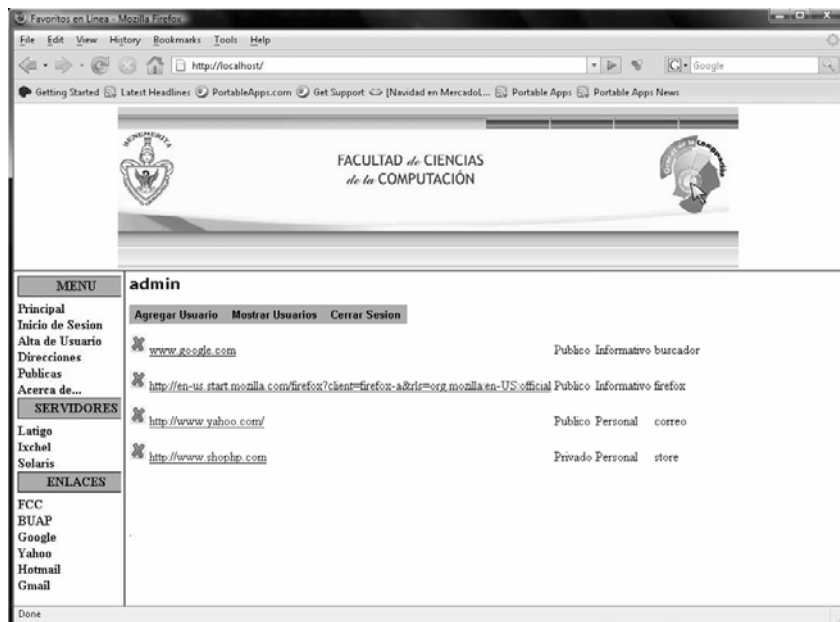 Favoritos en Linea - Mozilla Firefox
File Edit View History Bookmarks Tools Help
http://localhost/
Google
Getting Started Latest Headlines PortableApps.com Get Support [Navidad en MercadoL... Portable Apps Portable Apps News
BENEMERITA
FACULTAD de CIENCIAS
de la COMPUTACIÓN
Ciencias de la Computación
MENU
Principal
Inicio de Sesion
Alta de Usuario
Direcciones
Publicas
Acerca de...
SERVIDORES
Latigo
Ixchel
Solaris
ENLACES
FCC
BUAP
Google
Yahoo
Hotmail
Gmail
admin
Agregar Usuario Mostrar Usuarios Cerrar Sesion
www.google.com Publico Informativo buscador
http://en-us.start.mozilla.com/firefox?client=firefox-a&rls=org.mozilla:en-US:official Publico Informativo firefox
http://www.yahoo.com/ Publico Personal correo
http://www.shophp.com Privado Personal store
Done